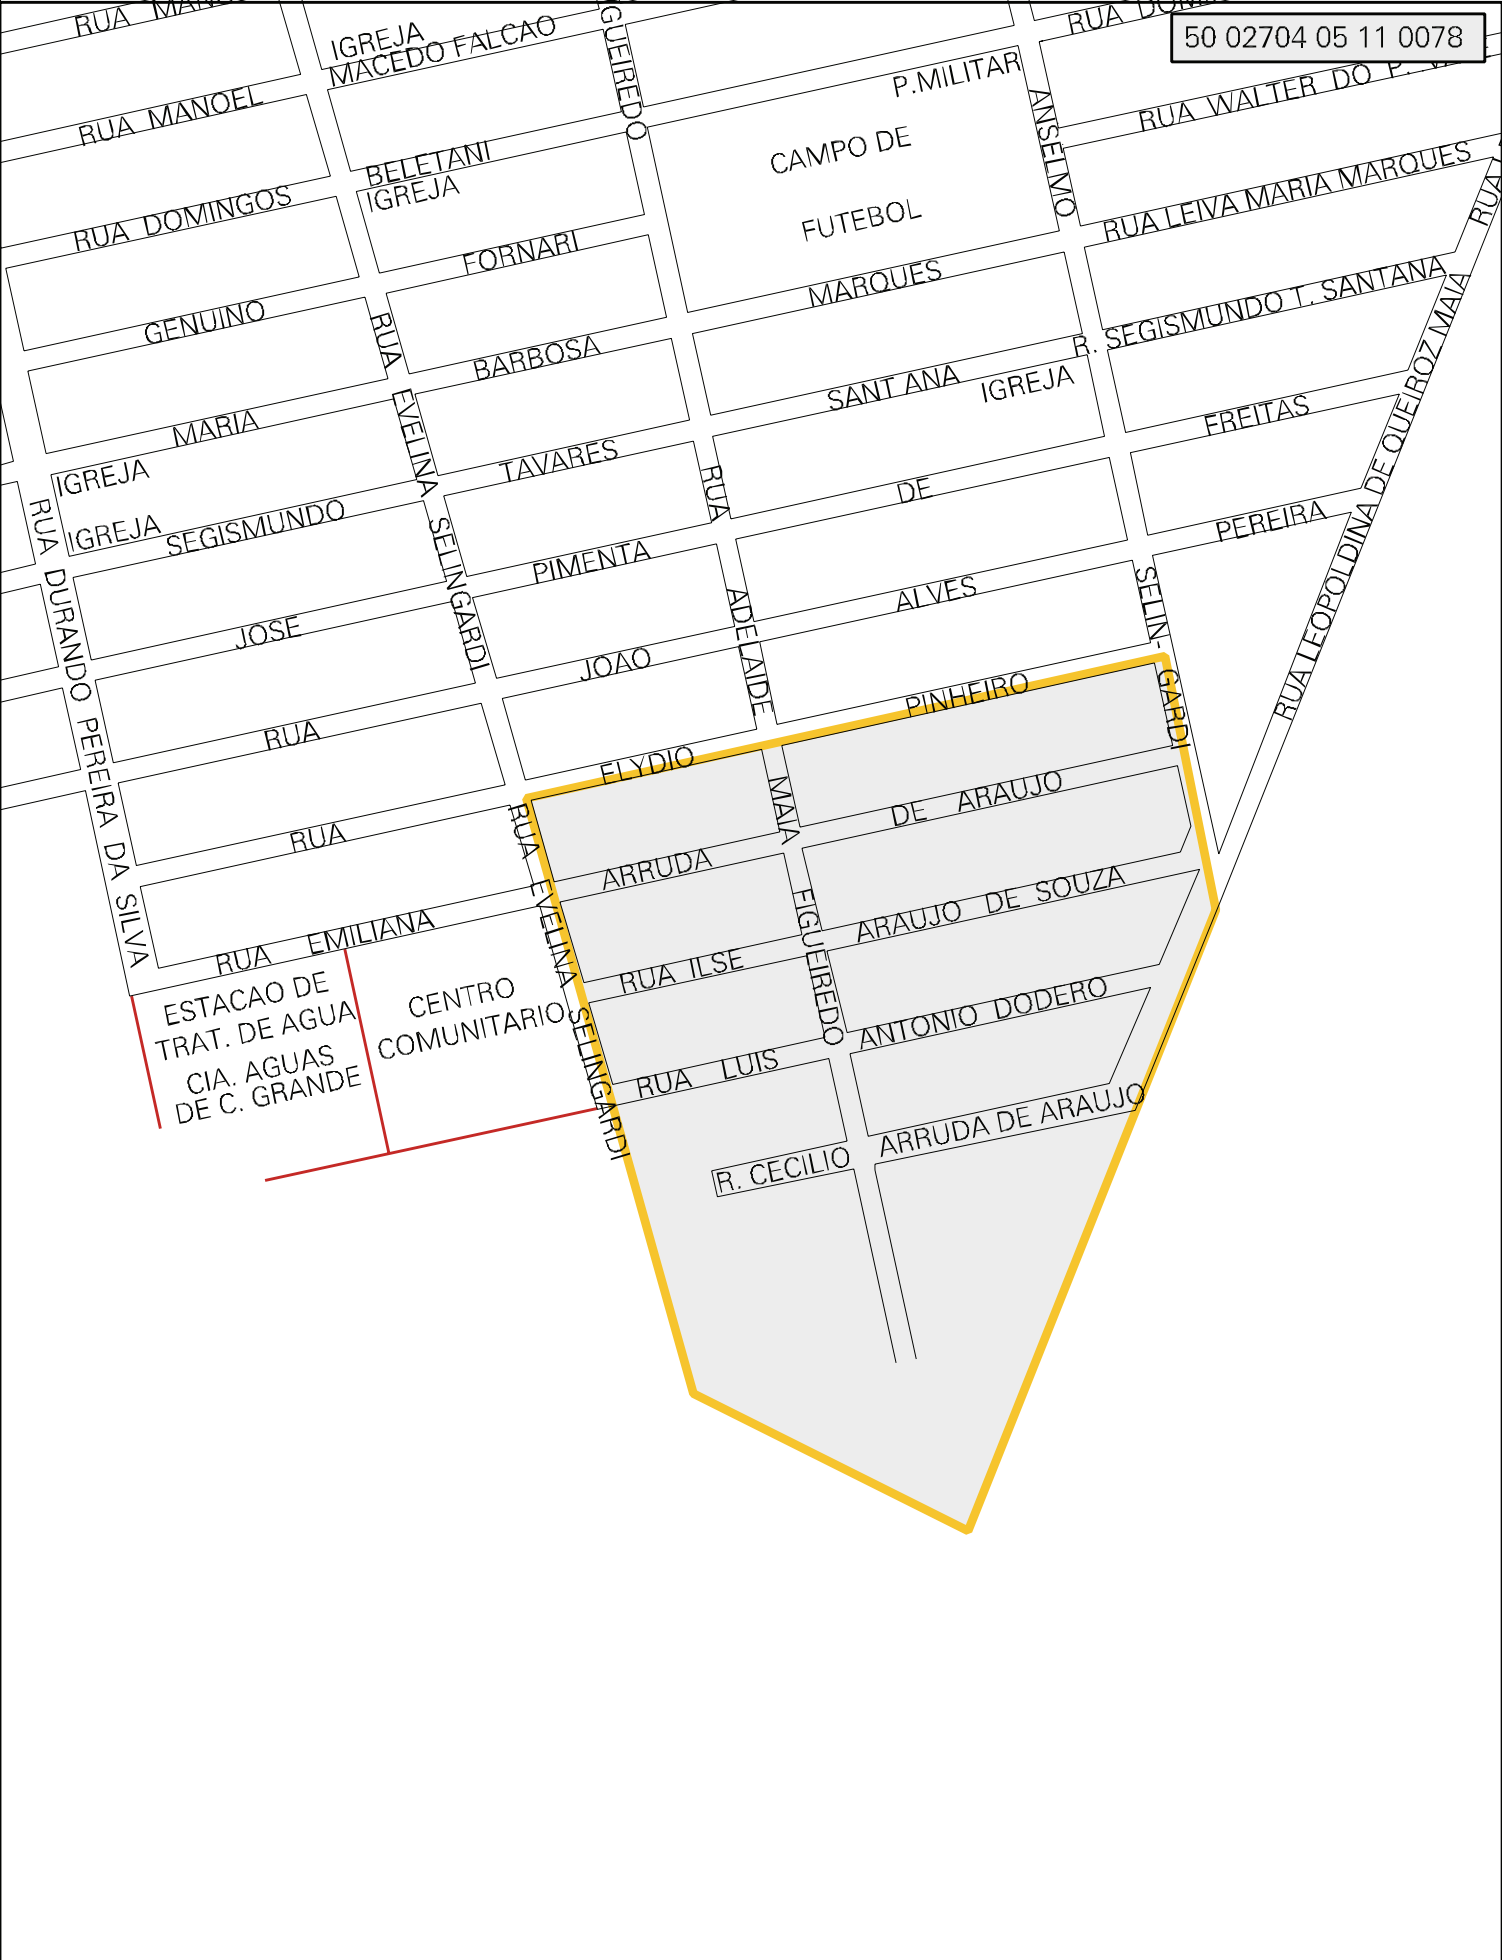 50 02704 05 11 0078
RUA
IGREJA
MACEDO FALCAO
GUEIREDO
P.MILITAR
RUA WALTER DO P.
RUA MANOEL
ANSELMO
CAMPO DE
FUTEBOL
BELETANI
IGREJA
RUA LEIVA MARIA MARQUES
RUA
RUA DOMINGOS
FORNARI
MARQUES
R. SEGISMUNDO T. SANTANA
GENUINO
RUA EVELINA SELINGARDI
BARBOSA
SANT ANA
IGREJA
FREITAS
MARIA
TAVARES
RUA
DE
PEREIRA
IGREJA
IGREJA
SEGISMUNDO
RUA DURANDO PEREIRA DA SILVA
PIMENTA
ADELAIDE
ALVES
SELIN-
GARDI
RUA LEOPOLDINA DE QUEIROZ MAIA
JOSE
JOAO
PINHEIRO
RUA
ELYDIO
MAIA
DE ARAUJO
RUA
RUA EVELINA SELINGARDI
ARRUDA
FIGUEIREDO
ARAUJO DE SOUZA
RUA EMILIANA
RUA ILSE
ESTACAO DE
TRAT. DE AGUA
CIA. AGUAS
DE C. GRANDE
CENTRO
COMUNITARIO
ANTONIO DODERO
RUA LUIS
ARRUDA DE ARAUJO
R. CECILIO